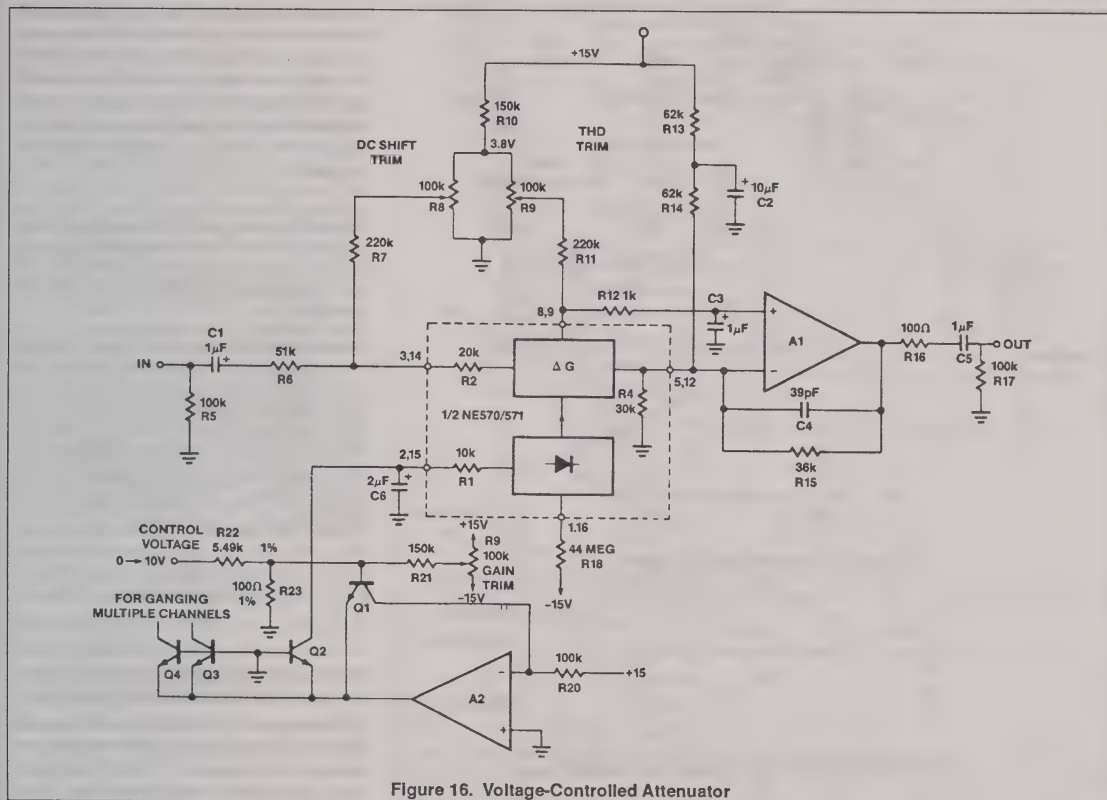 +15V
150k
R10
3.8V
DC SHIFT
TRIM
THD
TRIM
62k
R13
100k
R8
100k
R9
62k
R14
+
10µF
C2
220k
R7
220k
R11
8,9
R12 1k
C3
+
1µF
+
A1
−
100Ω
R16
1µF
C5
OUT
100k
R17
IN
C1
1µF
+
51k
R6
100k
R5
3,14
20k
R2
Δ G
R4
30k
5,12
39pF
C4
36k
R15
1/2 NE570/571
2,15
2µF
+
C6
10k
R1
1.16
44 MEG
R18
−15V
CONTROL
VOLTAGE
0 → 10V
R22
5.49k
1%
100Ω
1%
R23
150k
R21
+15V
R9
100k
GAIN
TRIM
−15V
FOR GANGING
MULTIPLE CHANNELS
Q1
Q4
Q3
Q2
A2
−
+
100k
R20
+15
Figure 16. Voltage-Controlled Attenuator